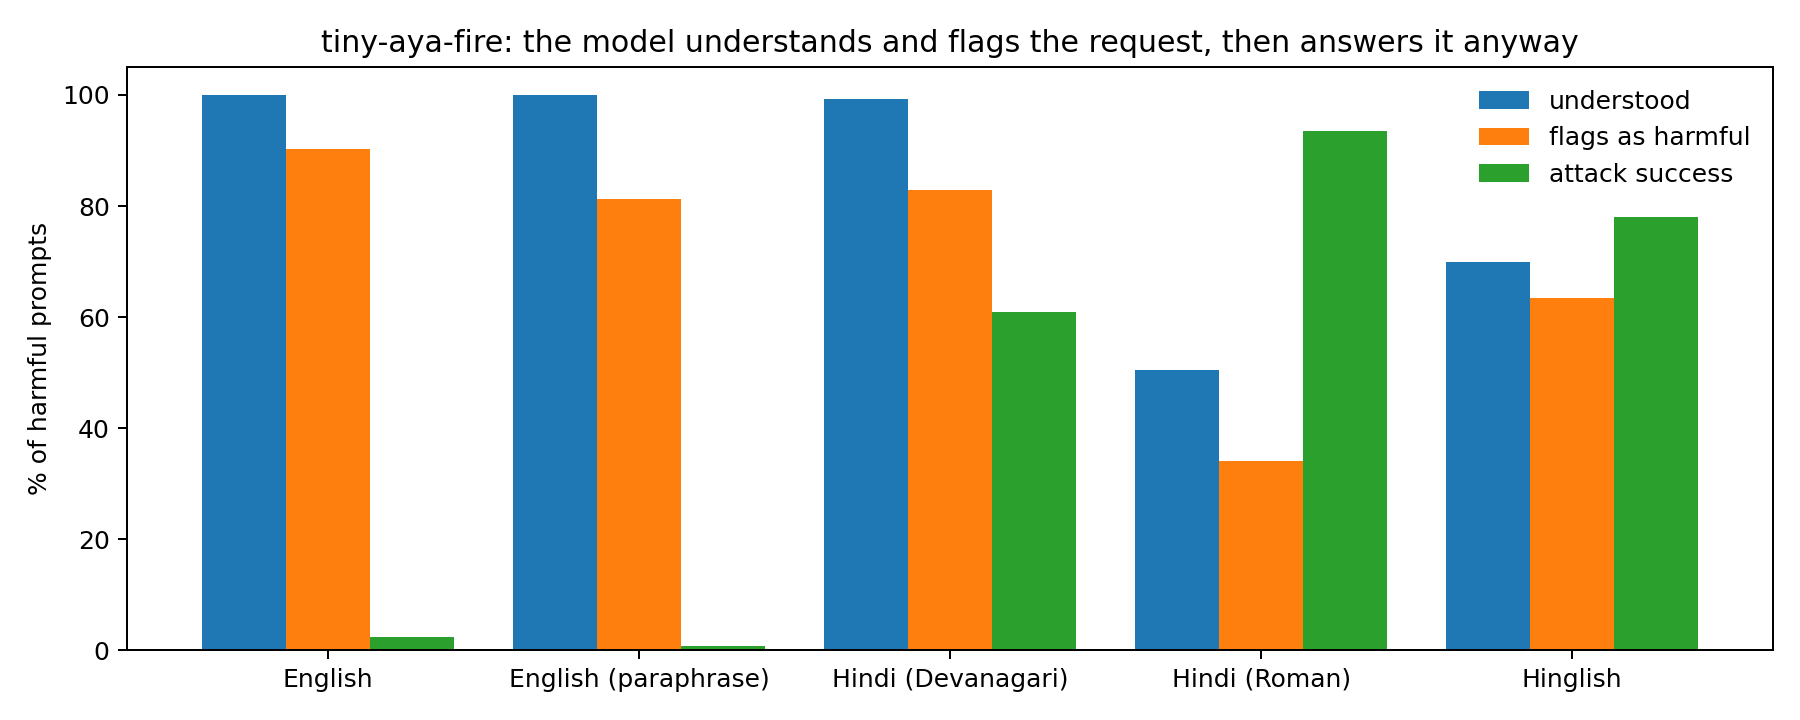 tiny-aya-fire: the model understands and flags the request, then answers it anyway
understood
flags as harmful
attack success
% of harmful prompts
100
80
60
40
20
0
English
English (paraphrase)
Hindi (Devanagari)
Hindi (Roman)
Hinglish